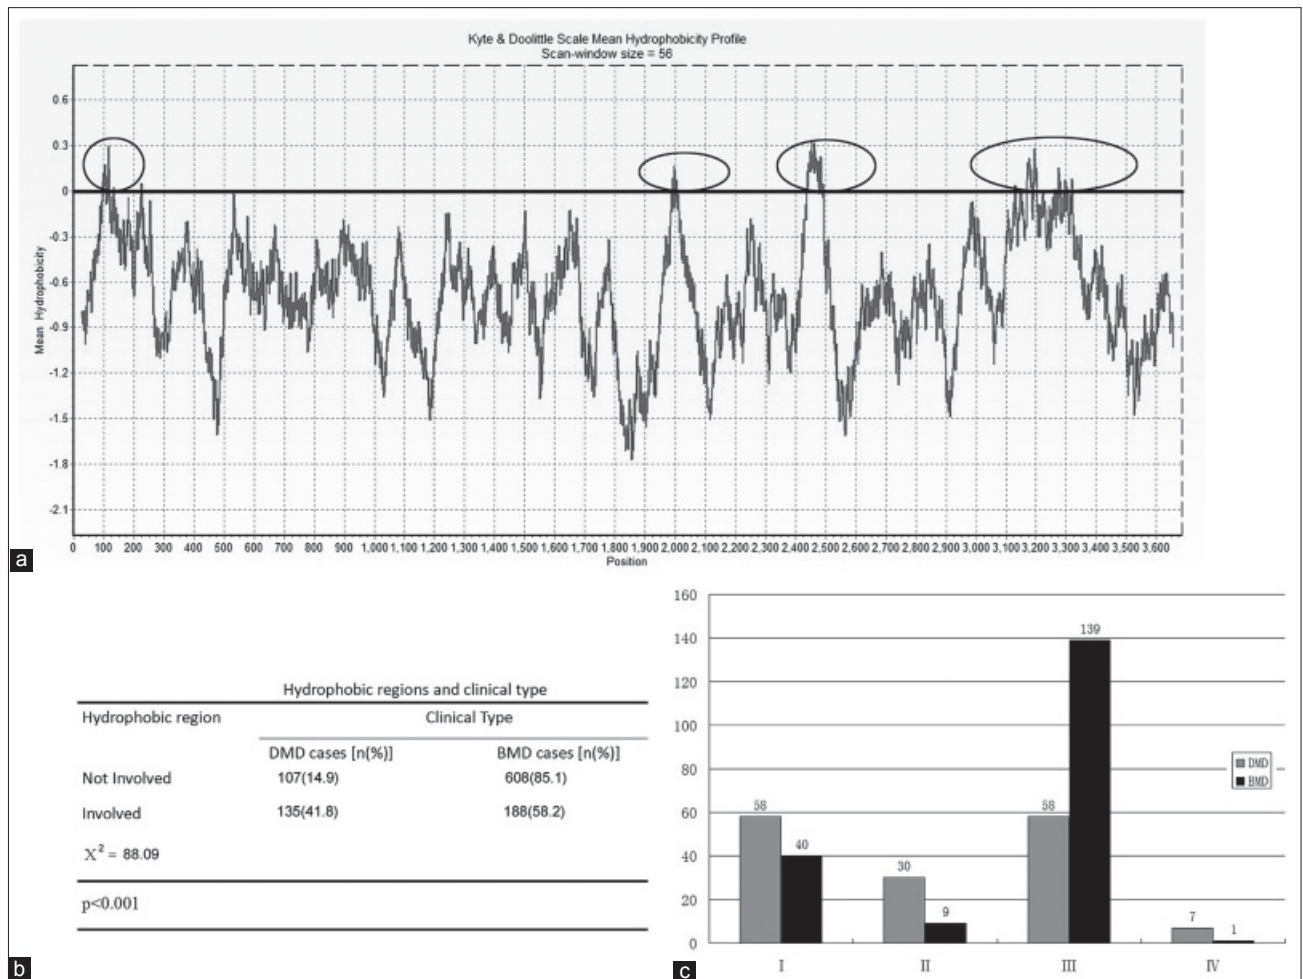 Kyte & Doolittle Scale Mean Hydrophobicity Profile
Scan-window size = 56
Mean Hydrophobicity
0.6
0.3
0
-0.3
-0.6
-0.9
-1.2
-1.5
-1.8
-2.1
0 100 200 300 400 500 600 700 800 900 1,000 1,100 1,200 1,300 1,400 1,500 1,600 1,700 1,800 1,900 2,000 2,100 2,200 2,300 2,400 2,500 2,600 2,700 2,800 2,900 3,000 3,100 3,200 3,300 3,400 3,500 3,600
Position
a
Hydrophobic regions and clinical type
Hydrophobic region Clinical Type
DMD cases [n(%)] BMD cases [n(%)]
Not Involved 107(14.9) 608(85.1)
Involved 135(41.8) 188(58.2)
X² = 88.09
p<0.001
b
160
140
120
100
80
60
40
20
0
58
40
30
9
58
139
7
1
DMD
BMD
I II III IV
c